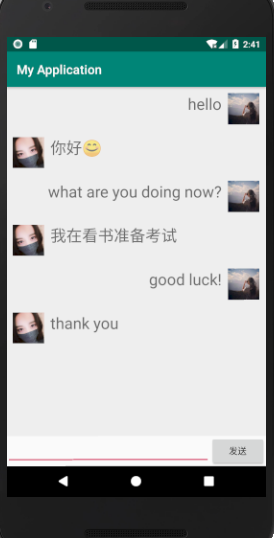 2:41
My Application
hello
你好😄
what are you doing now?
我在看书准备考试
good luck!
thank you
发送